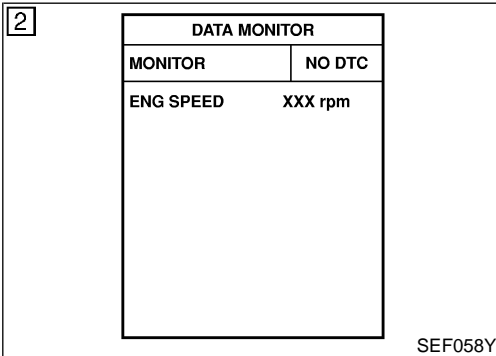 2
DATA MONITOR
MONITOR NO DTC
ENG SPEED XXX rpm
SEF058Y